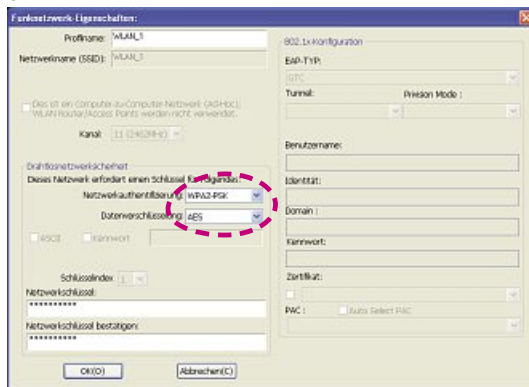 Funknetzwerk-Eigenschaften:
Profilname: WLAN_1
Netzwerkname (SSID): WLAN_1
Dies ist ein Computer-zu-Computer-Netzwerk (AdHoc);
WLAN Router/Access Points werden nicht verwendet.
Kanal: 11 (2462MHz)
Drahtlosnetzwerksicherheit
Dieses Netzwerk erfordert einen Schlüssel für Folgendes:
Netzwerkauthentifizierung: WPA2-PSK
Datenverschlüsselung: AES
ASCII Kennwort
Schlüsselindex 1
Netzwerkschlüssel:
**********
Netzwerkschlüssel bestätigen:
**********
OK(O) Abbrechen(C)
802.1x-Konfiguration
EAP-TYP:
GTC
Tunnel: Provision Mode :
Benutzername:
Identität:
Domain :
Kennwort:
Zertifikat:
PAC : Auto Select PAC